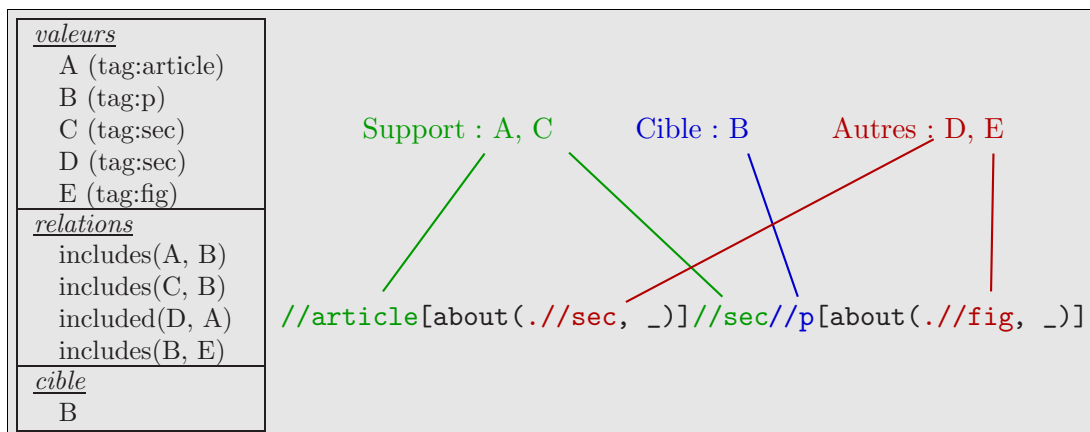 valeurs
A (tag:article)
B (tag:p)
C (tag:sec)
D (tag:sec)
E (tag:fig)
relations
includes(A, B)
includes(C, B)
included(D, A)
includes(B, E)
cible
B
Support : A, C
Cible : B
Autres : D, E
//article[about(.//sec, _)]//sec//p[about(.//fig, _)]